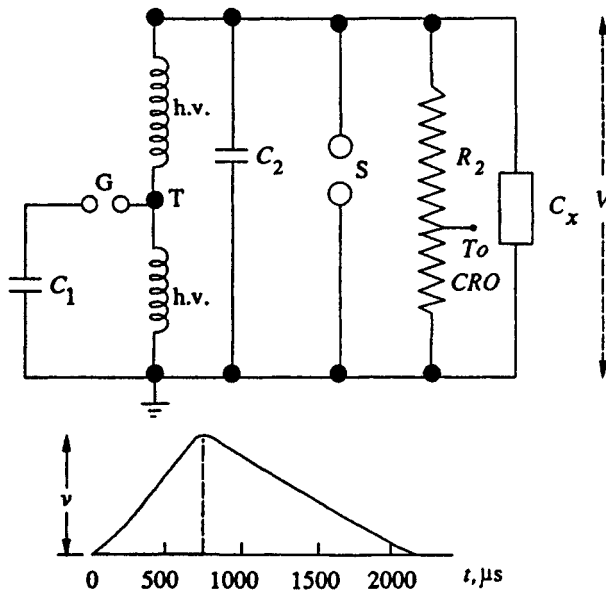 h.v.
G
T
C2
S
R2
Cx
V
To
CRO
C1
h.v.
v
0 500 1000 1500 2000 t, μs